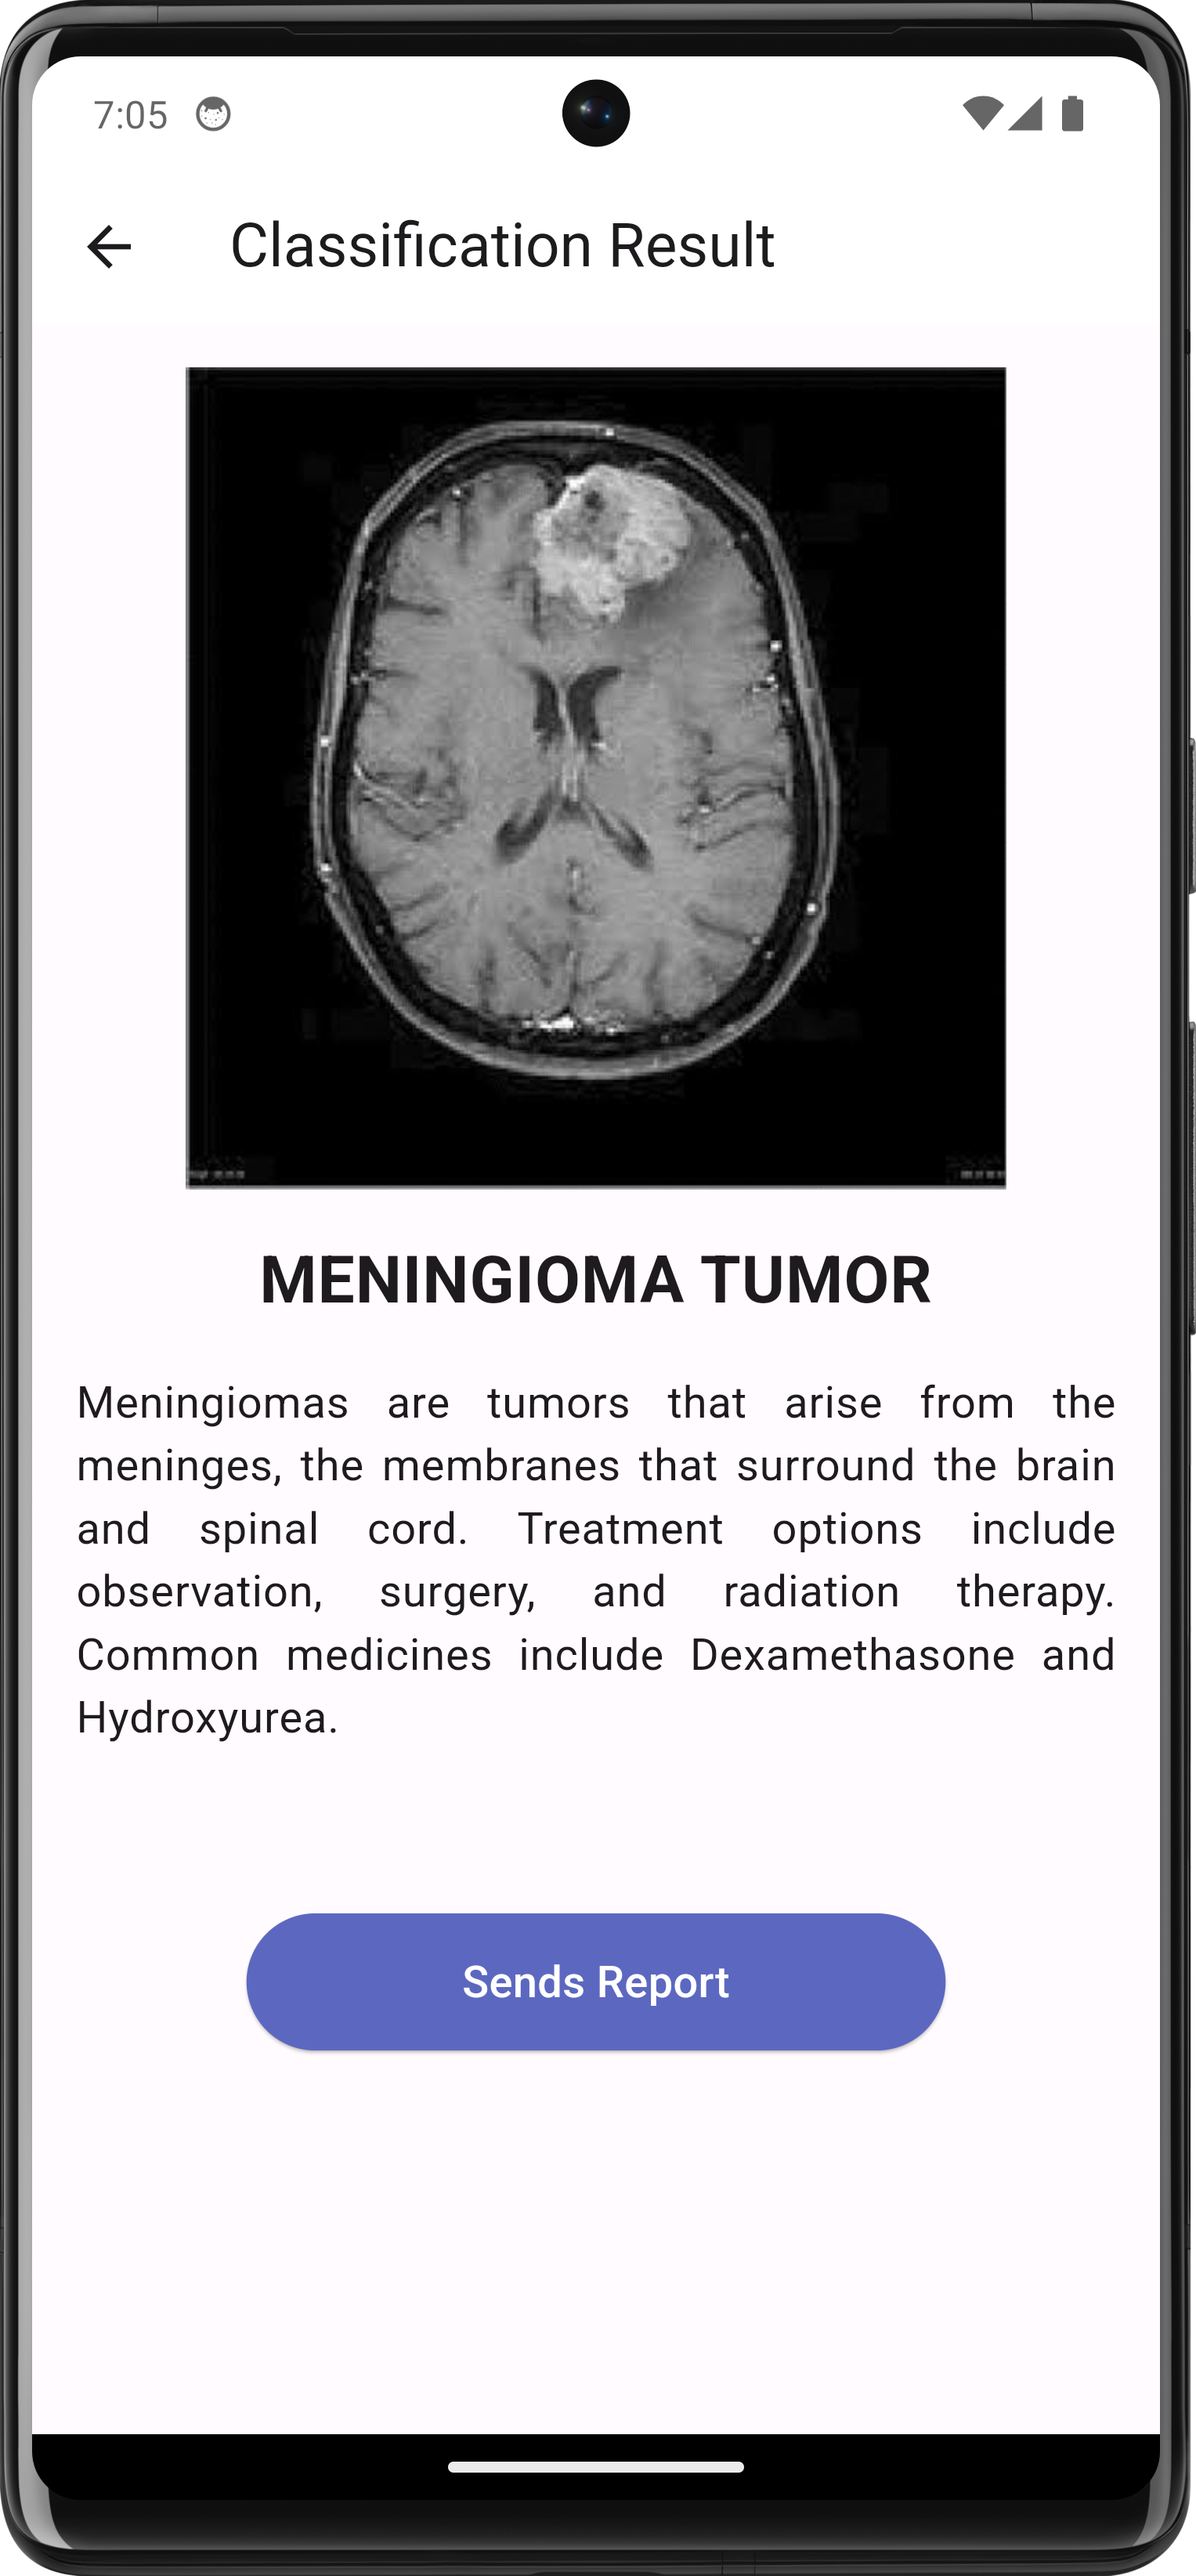 7:05
Classification Result
MENINGIOMA TUMOR
Meningiomas are tumors that arise from the
meninges, the membranes that surround the brain
and spinal cord. Treatment options include
observation, surgery, and radiation therapy.
Common medicines include Dexamethasone and
Hydroxyurea.
Sends Report